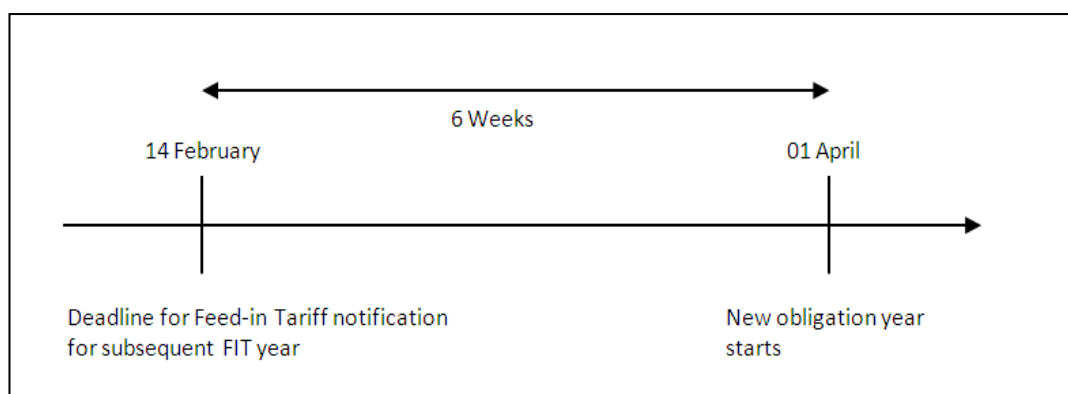 6 Weeks
14 February
01 April
Deadline for Feed-in Tariff notification
for subsequent FIT year
New obligation year
starts